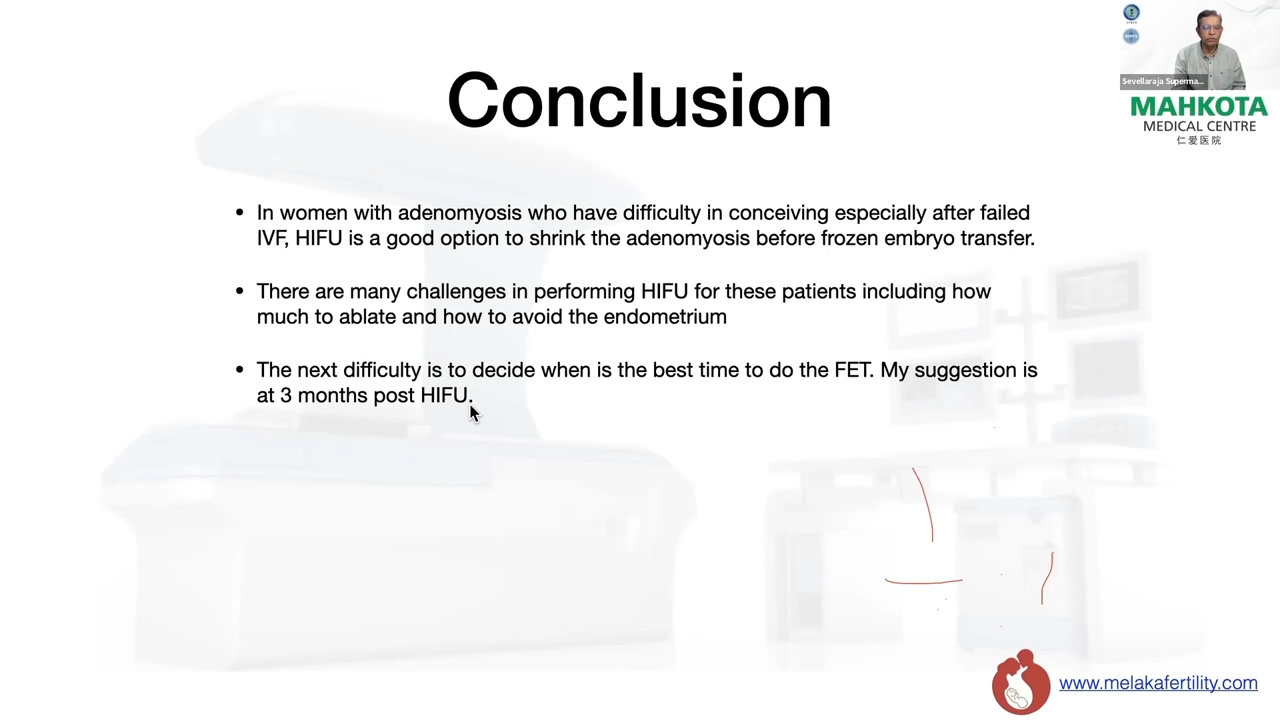 Conclusion
Sevellaraja Superma...
MAHKOTA
MEDICAL CENTRE
仁爱医院
• In women with adenomyosis who have difficulty in conceiving especially after failed
IVF, HIFU is a good option to shrink the adenomyosis before frozen embryo transfer.
• There are many challenges in performing HIFU for these patients including how
much to ablate and how to avoid the endometrium
• The next difficulty is to decide when is the best time to do the FET. My suggestion is
at 3 months post HIFU.
www.melakafertility.com